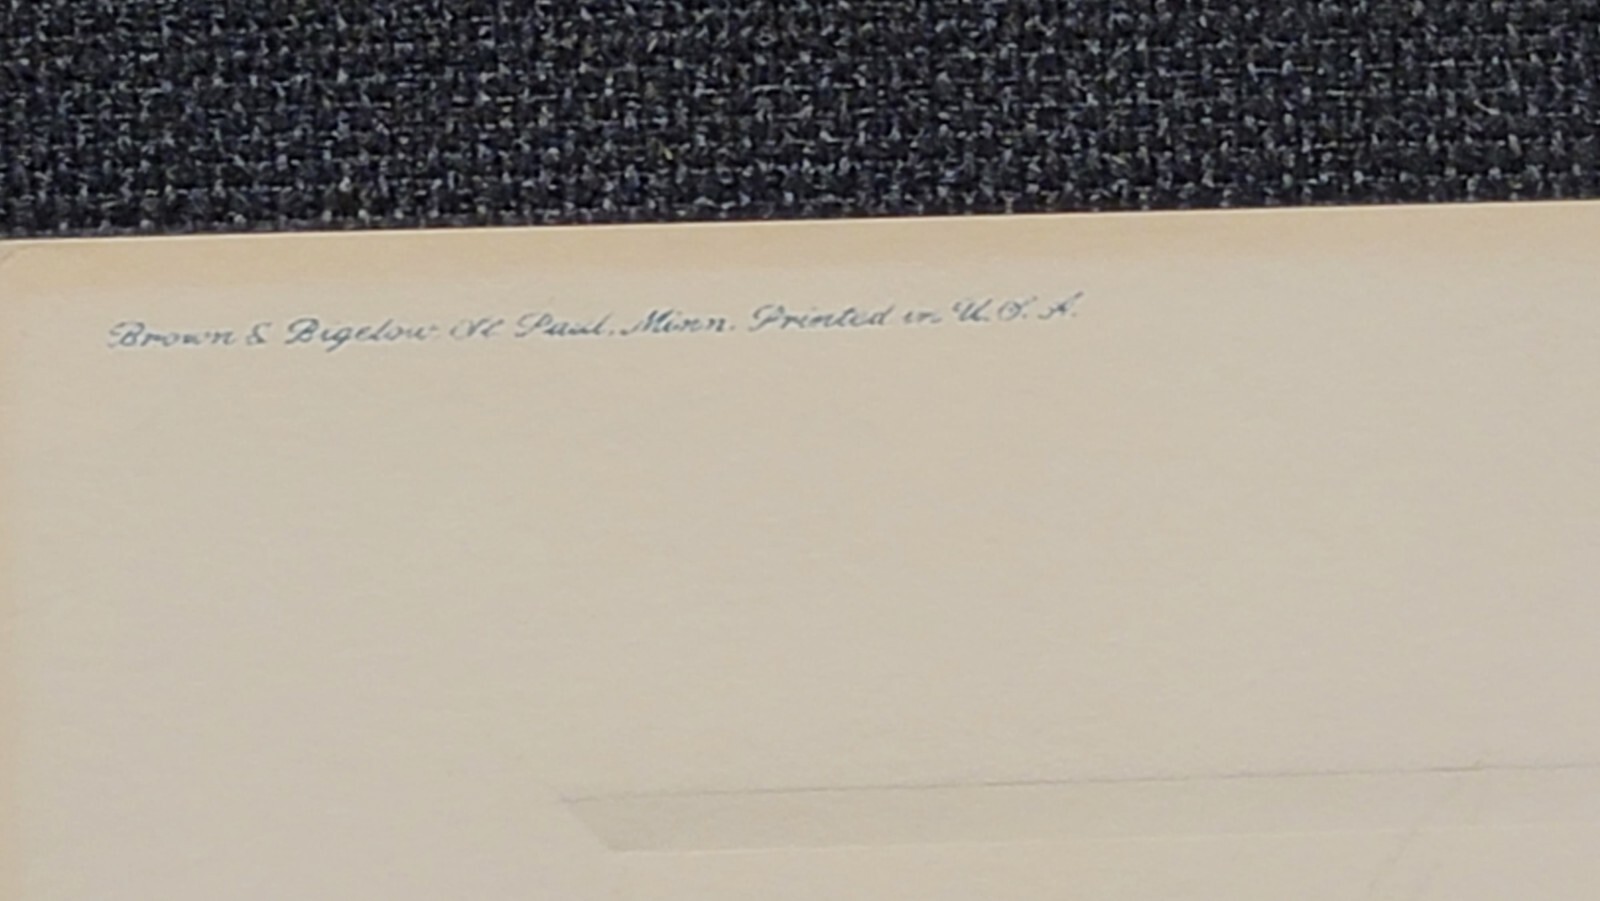 Brown & Bigelow St. Paul, Minn. Printed in U. S. A.